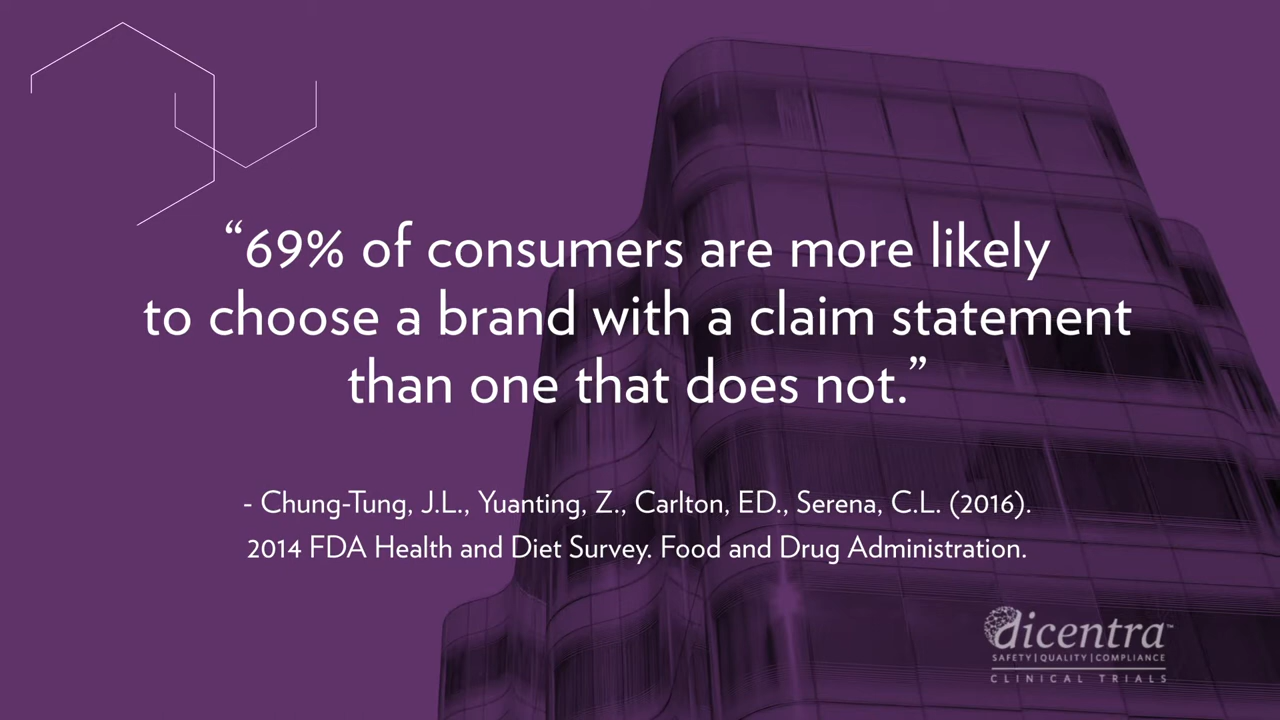 “69% of consumers are more likely
to choose a brand with a claim statement
than one that does not.”
- Chung-Tung, J.L., Yuanting, Z., Carlton, ED., Serena, C.L. (2016).
2014 FDA Health and Diet Survey. Food and Drug Administration.
dicentra™
SAFETY|QUALITY|COMPLIANCE
CLINICAL TRIALS